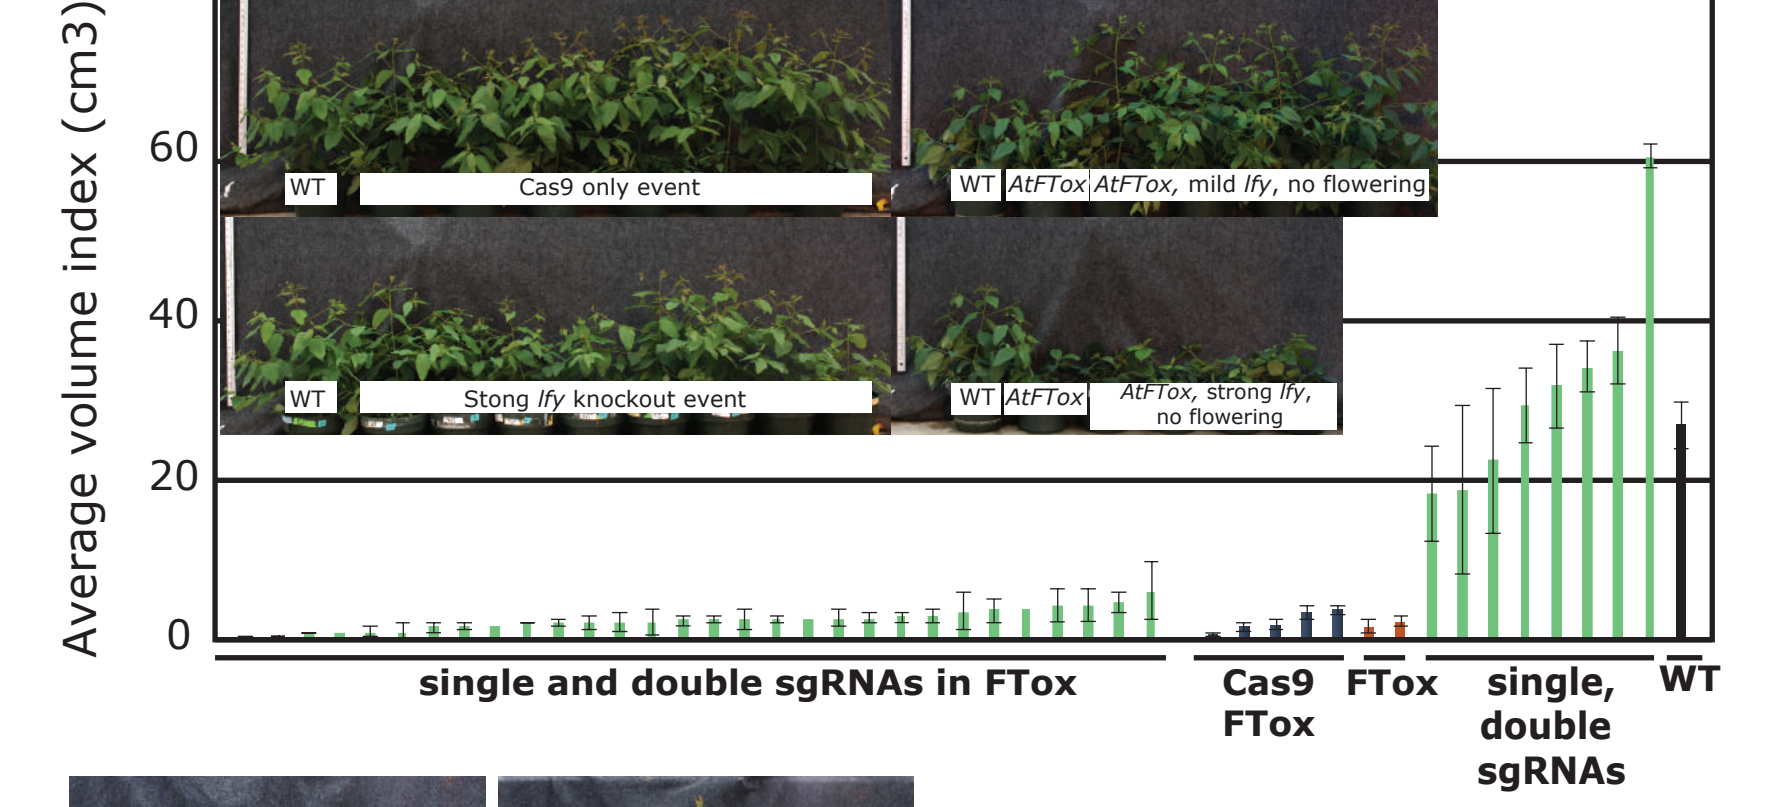 Average volume index (cm3)
60
40
20
0
WT
Cas9 only event
WT
AtFTox
AtFTox, mild lfy, no flowering
WT
Stong lfy knockout event
WT
AtFTox
AtFTox, strong lfy,
no flowering
single and double sgRNAs in FTox
Cas9
FTox
FTox
single,
double
sgRNAs
WT